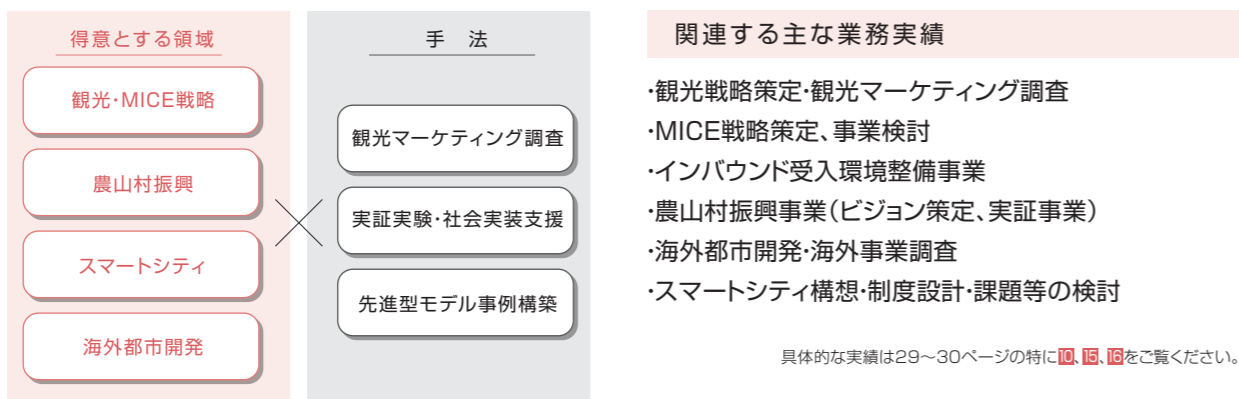 得意とする領域
観光・MICE戦略
農山村振興
スマートシティ
海外都市開発
手 法
観光マーケティング調査
実証実験・社会実装支援
先進型モデル事例構築
関連する主な業務実績
・観光戦略策定・観光マーケティング調査
・MICE戦略策定、事業検討
・インバウンド受入環境整備事業
・農山村振興事業（ビジョン策定、実証事業）
・海外都市開発・海外事業調査
・スマートシティ構想・制度設計・課題等の検討
具体的な実績は29～30ページの特に10、15、16をご覧ください。